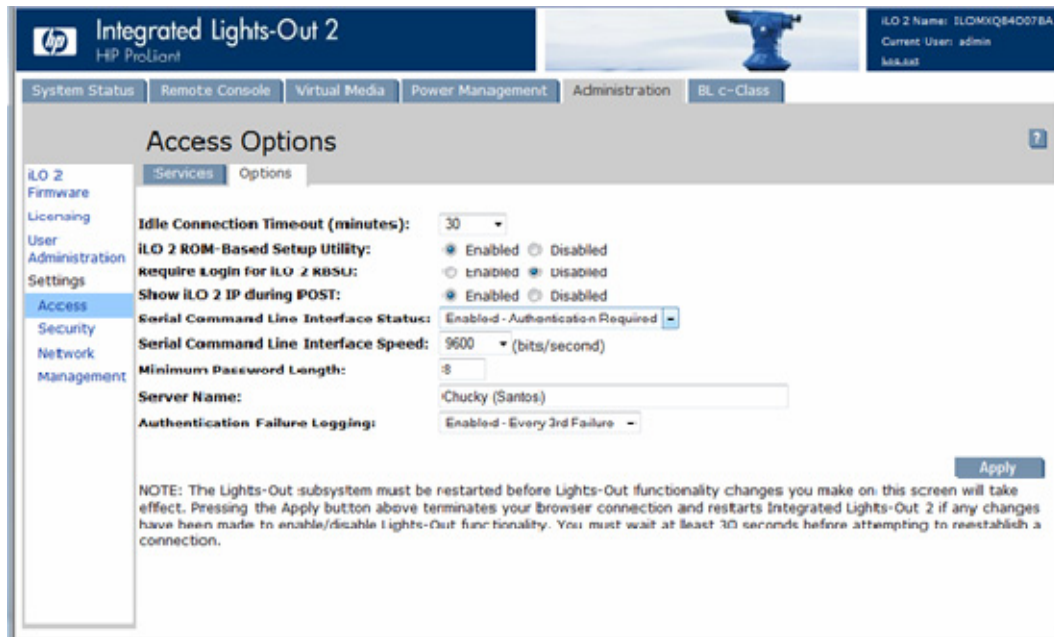 hp
Integrated Lights-Out 2
HP ProLiant
iLO 2 Name: ILOMXQ84D07BA
Current User: admin
System Status
Remote Console
Virtual Media
Power Management
Administration
BL c-Class
Access Options
?
Services
Options
iLO 2
Firmware
Licensing
User
Administration
Settings
Access
Security
Network
Management
Idle Connection Timeout (minutes): 30
iLO 2 ROM-Based Setup Utility: Enabled Disabled
Require Login for iLO 2 RBSU: Enabled Disabled
Show iLO 2 IP during POST: Enabled Disabled
Serial Command Line Interface Status: Enabled - Authentication Required
Serial Command Line Interface Speed: 9600 (bits/second)
Minimum Password Length: 8
Server Name: Chucky (Santos)
Authentication Failure Logging: Enabled - Every 3rd Failure
Apply
NOTE: The Lights-Out subsystem must be restarted before Lights-Out functionality changes you make on this screen will take
effect. Pressing the Apply button above terminates your browser connection and restarts Integrated Lights-Out 2 if any changes
have been made to enable/disable Lights-Out functionality. You must wait at least 30 seconds before attempting to reestablish a
connection.